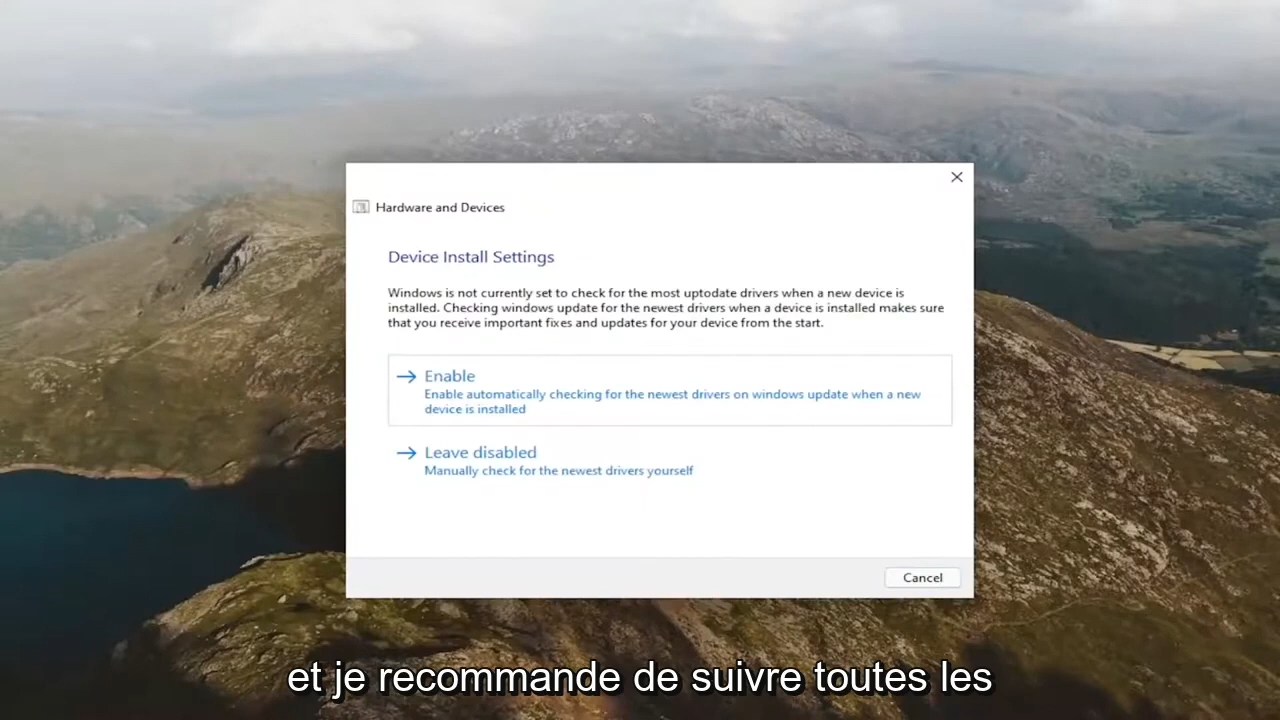 Hardware and Devices
Device Install Settings
Windows is not currently set to check for the most uptodate drivers when a new device is
installed. Checking windows update for the newest drivers when a device is installed makes sure
that you receive important fixes and updates for your device from the start.
Enable
Enable automatically checking for the newest drivers on windows update when a new
device is installed
Leave disabled
Manually check for the newest drivers yourself
Cancel
et je recommande de suivre toutes les